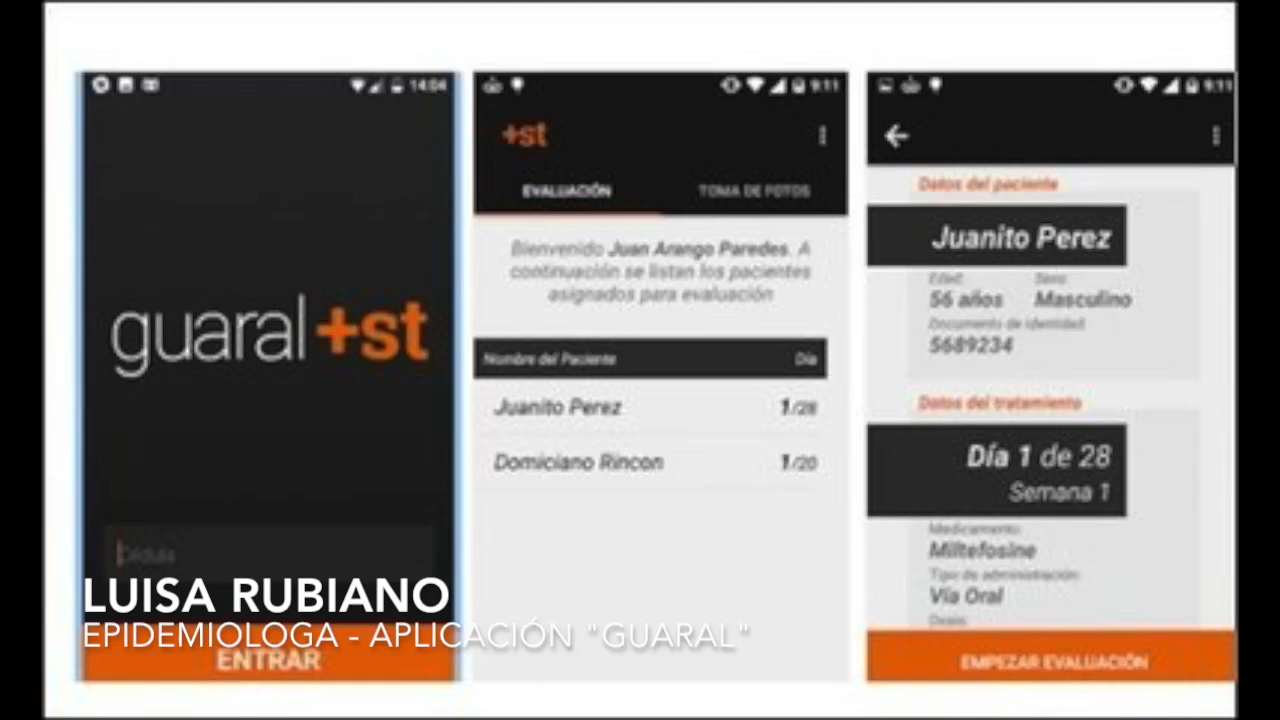 14:04
guaral +st
Cédula
ENTRAR
LUISA RUBIANO
EPIDEMIOLOGA - APLICACIÓN "GUARAL"
9:11
+st
EVALUACIÓN
TOMA DE FOTOS
Bienvenido Juan Arango Paredes. A
continuación se listan los pacientes
asignados para evaluación
Nombre del Paciente Día
Juanito Perez 1/28
Domiciano Rincon 1/20
9:11
Datos del paciente
Juanito Perez
Edad: Sexo:
56 años Masculino
Documento de identidad:
5689234
Datos del tratamiento
Día 1 de 28
Semana 1
Medicamento:
Miltefosine
Tipo de administración:
Vía Oral
Dosis:
EMPEZAR EVALUACIÓN